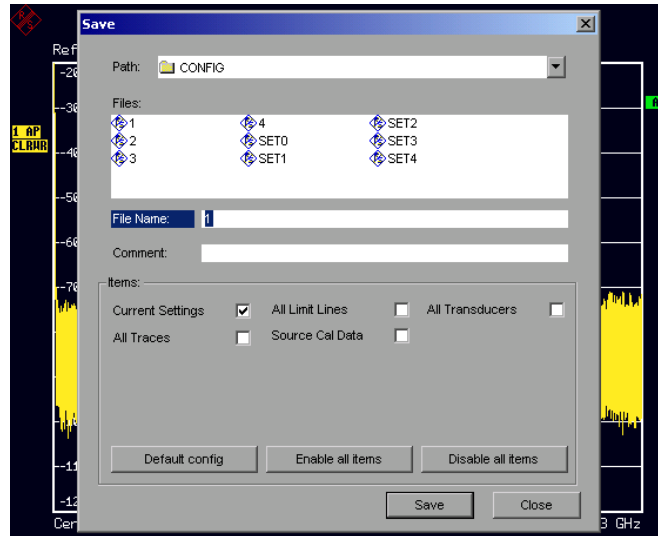 Save
Ref
Path: CONFIG
Files:
1 4 SET2
2 SET0 SET3
3 SET1 SET4
1 AP
CLRWR
A
-20
-30
-40
-50
-60
-70
File Name: 1
Comment:
Items:
Current Settings All Limit Lines All Transducers
All Traces Source Cal Data
Default config Enable all items Disable all items
-11
-12
Save Close
Cen
3 GHz